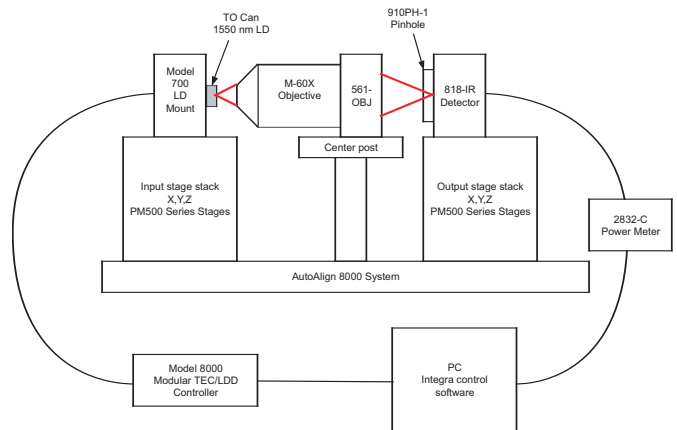 TO Can
1550 nm LD
910PH-1
Pinhole
Model
700
LD
Mount
M-60X
Objective
561-
OBJ
818-IR
Detector
Center post
Input stage stack
X,Y,Z
PM500 Series Stages
Output stage stack
X,Y,Z
PM500 Series Stages
2832-C
Power Meter
AutoAlign 8000 System
Model 8000
Modular TEC/LDD
Controller
PC
Integra control
software